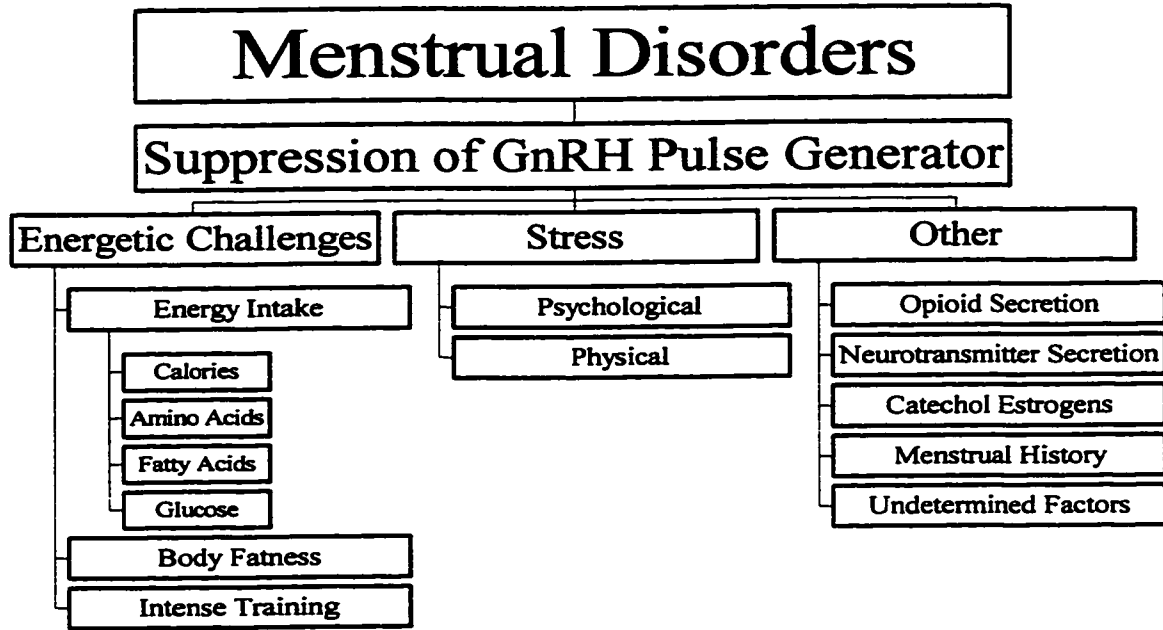 Menstrual Disorders
Suppression of GnRH Pulse Generator
Energetic Challenges
Energy Intake
Calories
Amino Acids
Fatty Acids
Glucose
Body Fatness
Intense Training
Stress
Psychological
Physical
Other
Opioid Secretion
Neurotransmitter Secretion
Catechol Estrogens
Menstrual History
Undetermined Factors